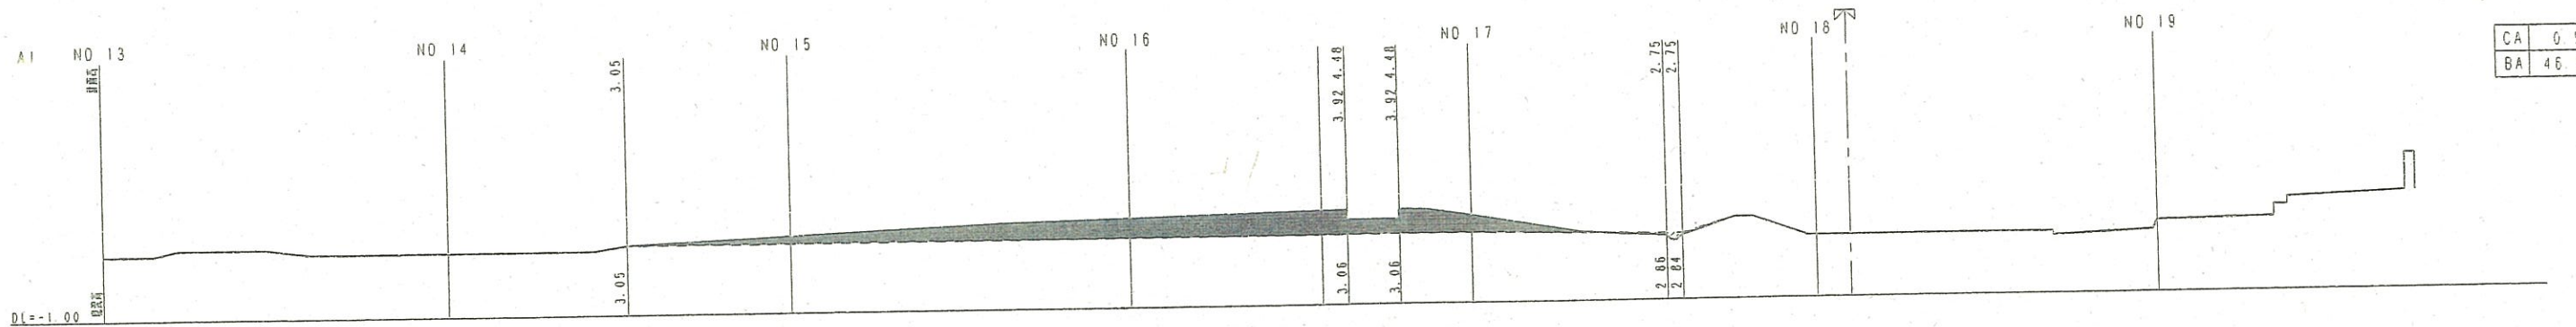 A1
NO 13
NO 14
3.05
NO 15
NO 16
3.92 4.48
3.92 4.48
NO 17
2.75
2.75
NO 18
NO 19
CA 0.
BA 46.
3.05
3.06
3.06
2.86
2.84
DL=-1.00